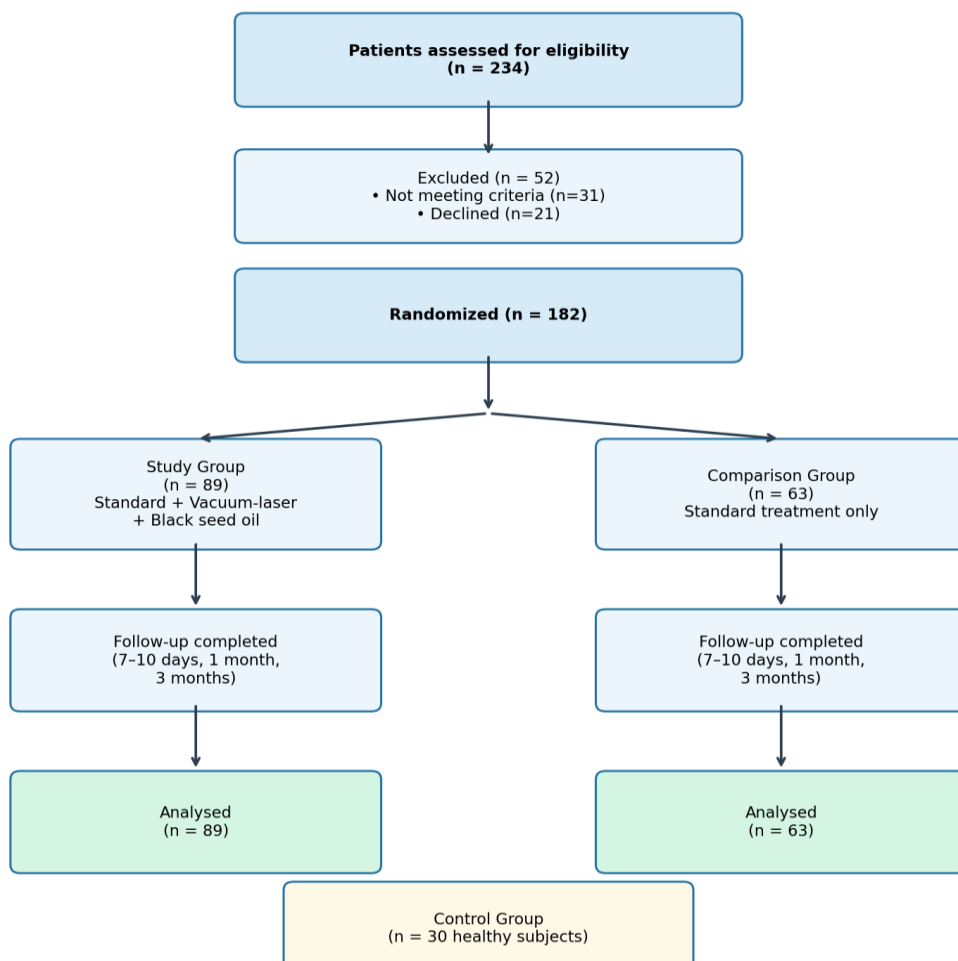 Patients assessed for eligibility
(n = 234)
Excluded (n = 52)
• Not meeting criteria (n=31)
• Declined (n=21)
Randomized (n = 182)
Study Group
(n = 89)
Standard + Vacuum-laser
+ Black seed oil
Comparison Group
(n = 63)
Standard treatment only
Follow-up completed
(7–10 days, 1 month,
3 months)
Follow-up completed
(7–10 days, 1 month,
3 months)
Analysed
(n = 89)
Analysed
(n = 63)
Control Group
(n = 30 healthy subjects)